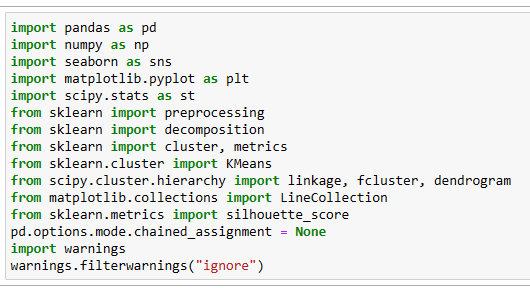 import pandas as pd
import numpy as np
import seaborn as sns
import matplotlib.pyplot as plt
import scipy.stats as st
from sklearn import preprocessing
from sklearn import decomposition
from sklearn import cluster, metrics
from sklearn.cluster import KMeans
from scipy.cluster.hierarchy import linkage, fcluster, dendrogram
from matplotlib.collections import LineCollection
from sklearn.metrics import silhouette_score
pd.options.mode.chained_assignment = None
import warnings
warnings.filterwarnings("ignore")